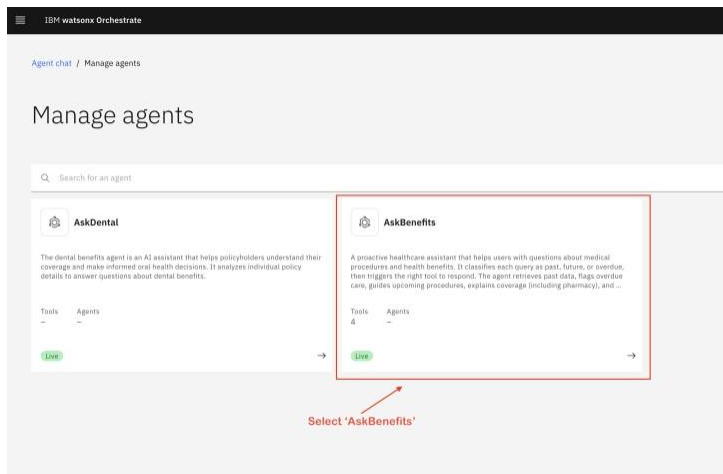 IBM watsonx Orchestrate
Agent chat / Manage agents
Manage agents
Search for an agent
AskDental
The dental benefits agent is an AI assistant that helps policyholders understand their
coverage and make informed oral health decisions. It analyzes individual policy
details to answer questions about dental benefits.
Tools Agents
– –
Live
AskBenefits
A proactive healthcare assistant that helps users with questions about medical
procedures and health benefits. It classifies each query as past, future, or overdue,
then triggers the right tool to respond. The agent retrieves past data, flags overdue
care, guides upcoming procedures, explains coverage (including pharmacy), and ...
Tools Agents
4 –
Live
Select ‘AskBenefits’